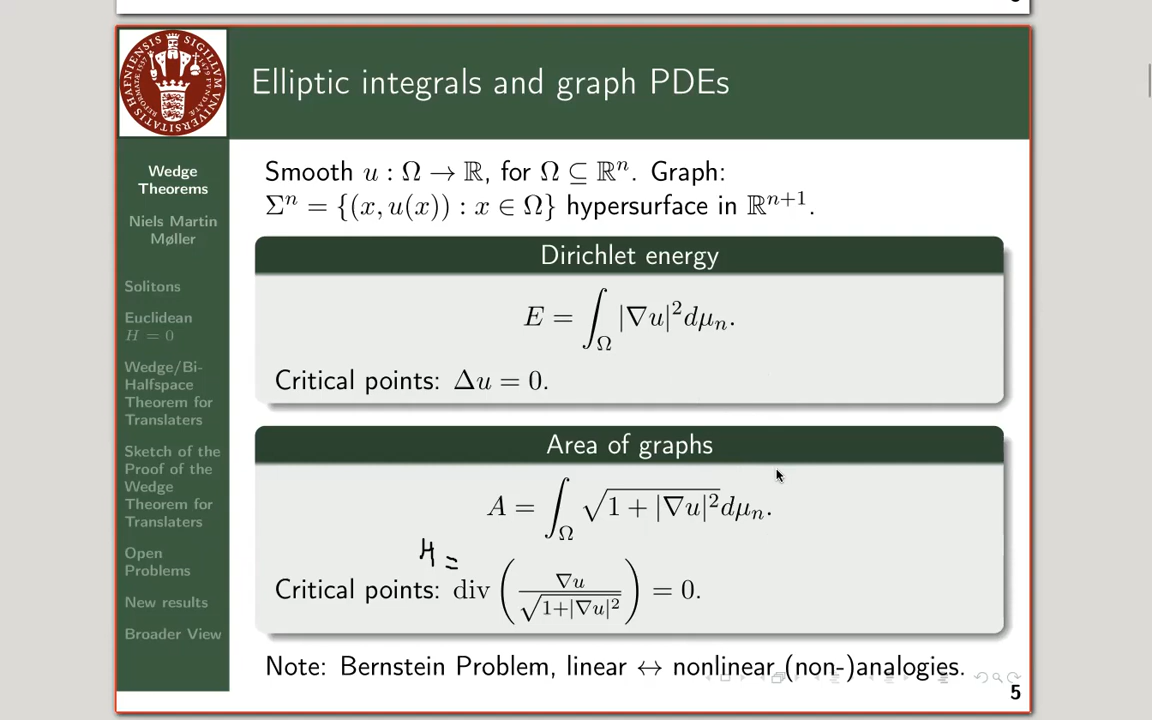 Elliptic integrals and graph PDEs
Wedge
Theorems
Niels Martin
Møller
Solitons
Euclidean
H = 0
Wedge/Bi-
Halfspace
Theorem for
Translaters
Sketch of the
Proof of the
Wedge
Theorem for
Translaters
Open
Problems
New results
Broader View
Smooth u : Ω → ℝ, for Ω ⊆ ℝⁿ. Graph:
Σⁿ = {(x, u(x)) : x ∈ Ω} hypersurface in ℝⁿ⁺¹.
Dirichlet energy
E = ∫_Ω |∇u|²dμₙ.
Critical points: Δu = 0.
Area of graphs
A = ∫_Ω √(1 + |∇u|²)dμₙ.
H =
Critical points: div (∇u / √(1+|∇u|²)) = 0.
Note: Bernstein Problem, linear ↔ nonlinear (non-)analogies.
5